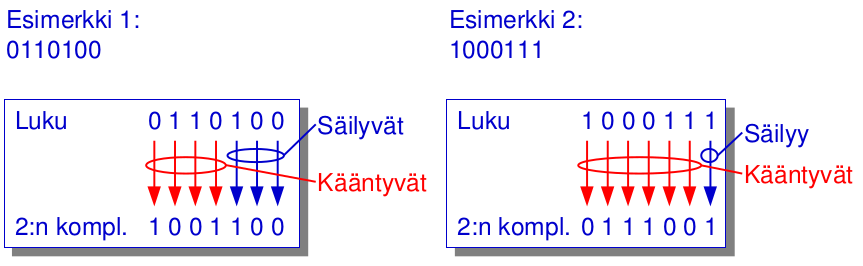 Esimerkki 1:
0110100
Luku 0 1 1 0 1 0 0
Säilyvät
Kääntyvät
2:n kompl. 1 0 0 1 1 0 0
Esimerkki 2:
1000111
Luku 1 0 0 0 1 1 1
Säilyy
Kääntyvät
2:n kompl. 0 1 1 1 0 0 1